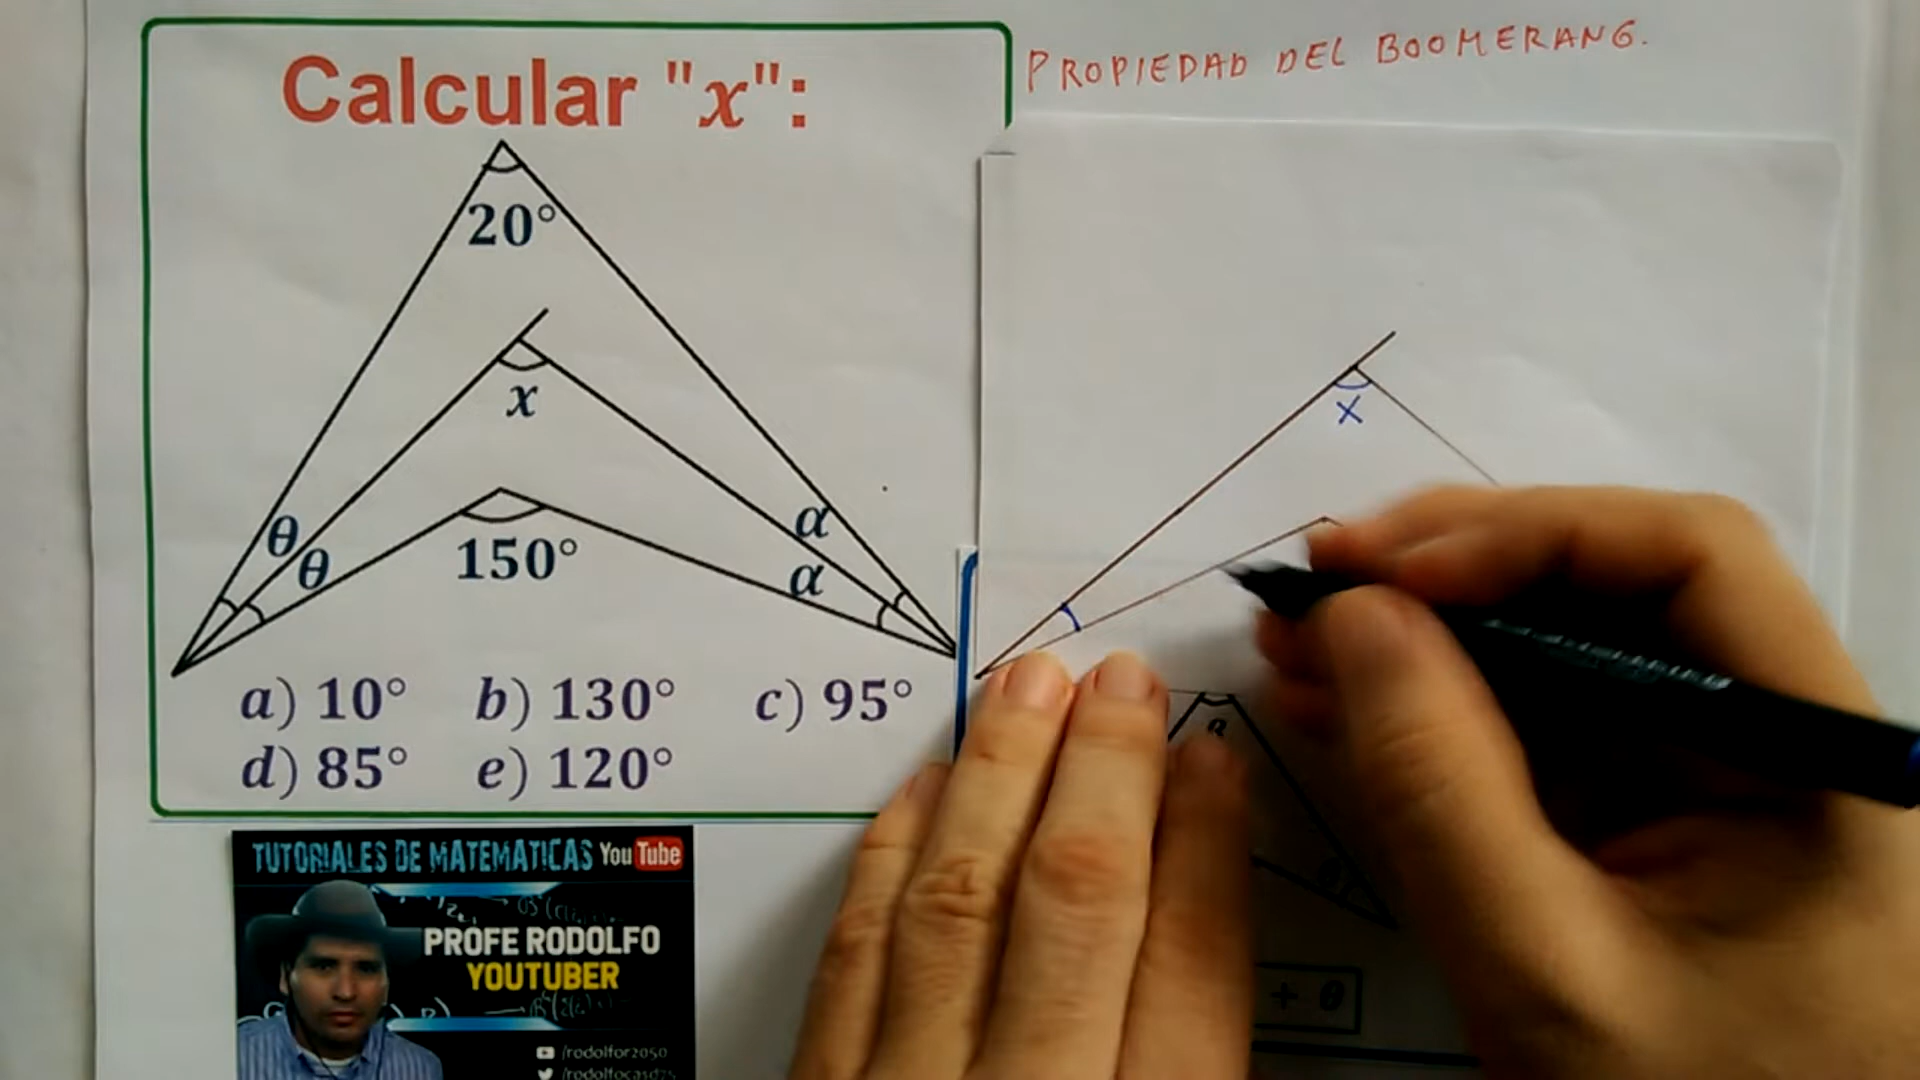 Calcular "x":
PROPIEDAD DEL BOOMERANG.
20°
x
x
θ
θ
α
α
150°
a) 10° b) 130° c) 95°
d) 85° e) 120°
+ θ
TUTORIALES DE MATEMATICAS YouTube
PROFE RODOLFO
YOUTUBER
/rodolfor2050